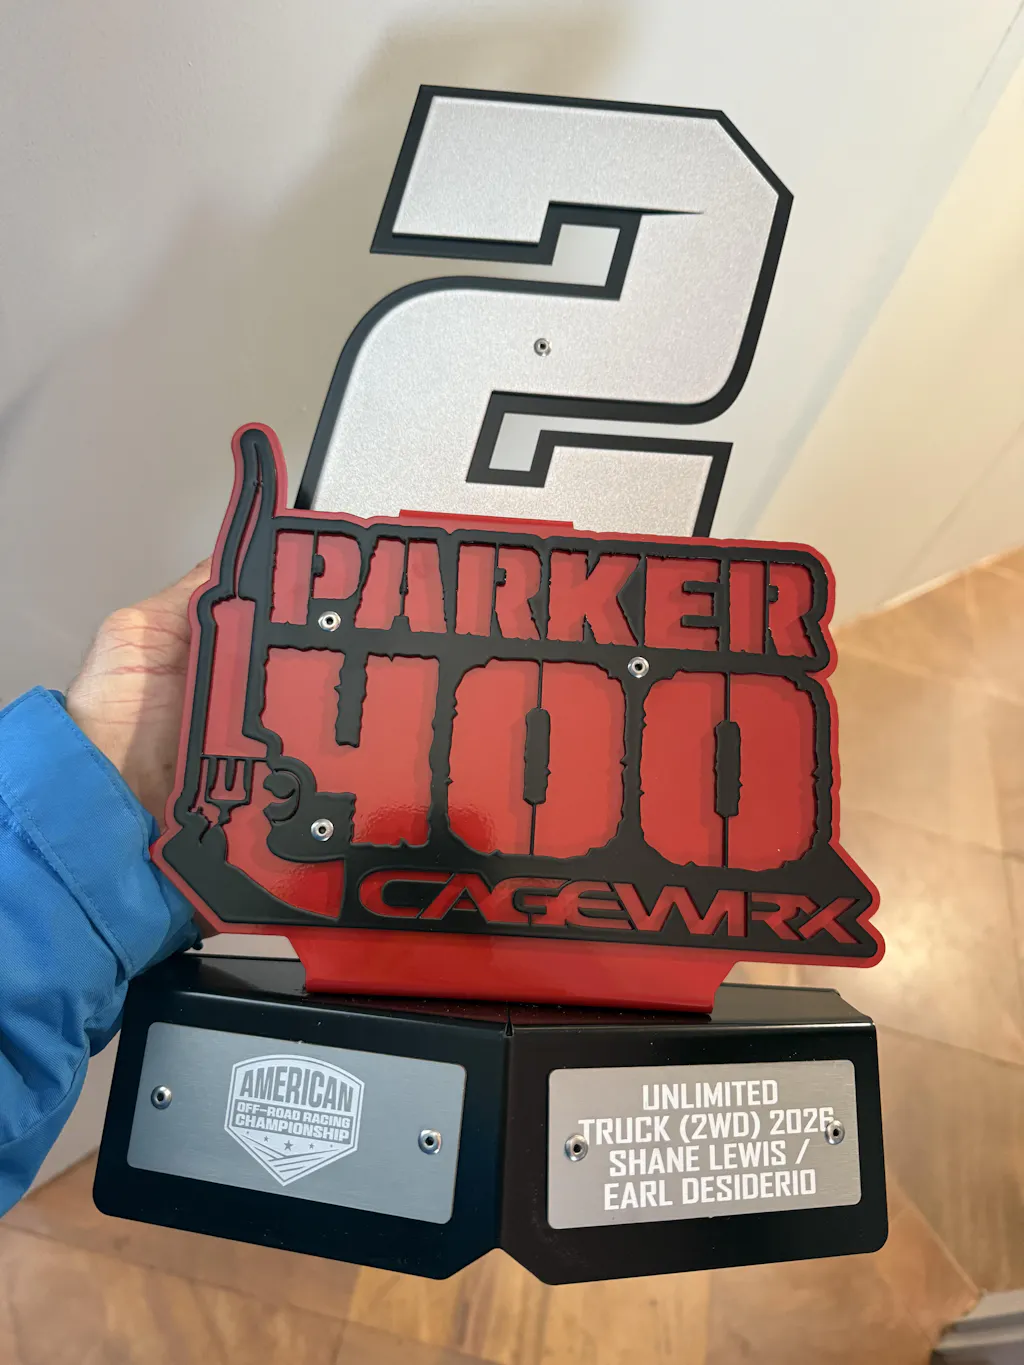 2
PARKER
400
CAGEWRX
AMERICAN
OFF-ROAD RACING
CHAMPIONSHIP
UNLIMITED
TRUCK (2WD) 2026
SHANE LEWIS /
EARL DESIDERIO